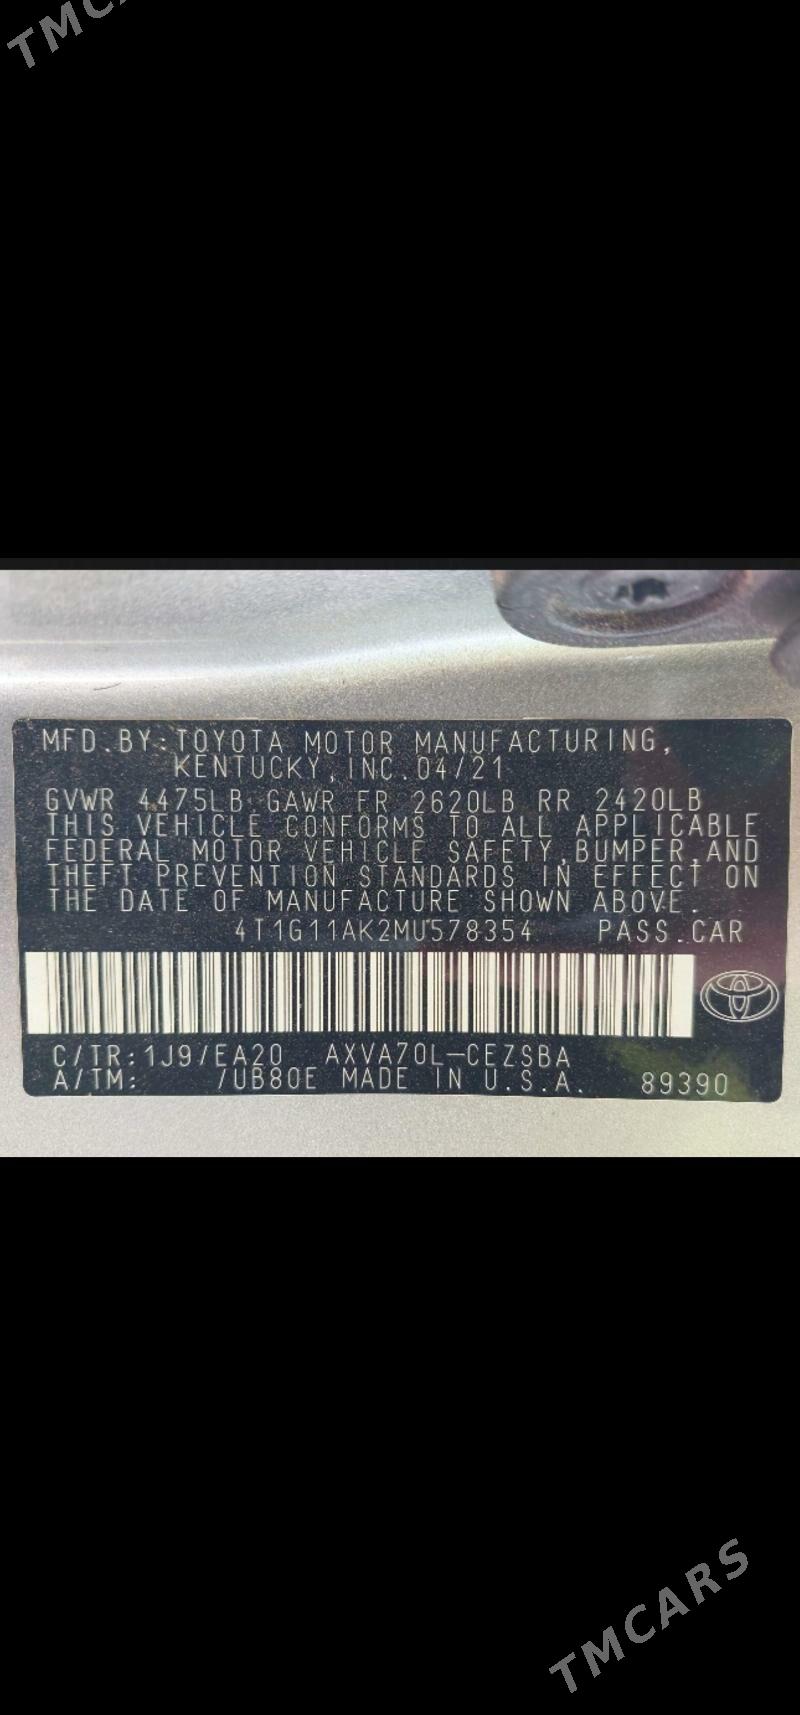 TMCA
MFD.BY:TOYOTA MOTOR MANUFACTURING,
KENTUCKY,INC.04/21
GVWR 4475LB GAWR FR 2620LB RR 2420LB
THIS VEHICLE CONFORMS TO ALL APPLICABLE
FEDERAL MOTOR VEHICLE SAFETY,BUMPER,AND
THEFT PREVENTION STANDARDS IN EFFECT ON
THE DATE OF MANUFACTURE SHOWN ABOVE.
4T1G11AK2MU578354 PASS.CAR
C/TR:1J9/EA20 AXVA70L-CEZSBA
A/TM: /UB80E MADE IN U.S.A. 89390
TMCARS